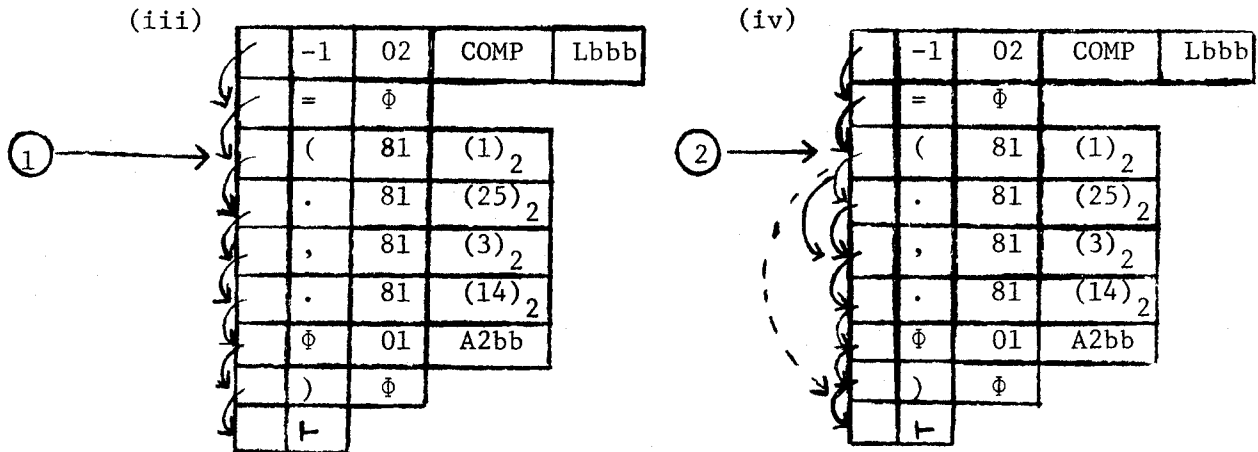 (iii)
-1 02 COMP Lbbb
= Φ
① ( 81 (1)₂
. 81 (25)₂
, 81 (3)₂
. 81 (14)₂
Φ 01 A2bb
) Φ
T
(iv)
-1 02 COMP Lbbb
= Φ
② ( 81 (1)₂
. 81 (25)₂
, 81 (3)₂
. 81 (14)₂
Φ 01 A2bb
) Φ
T